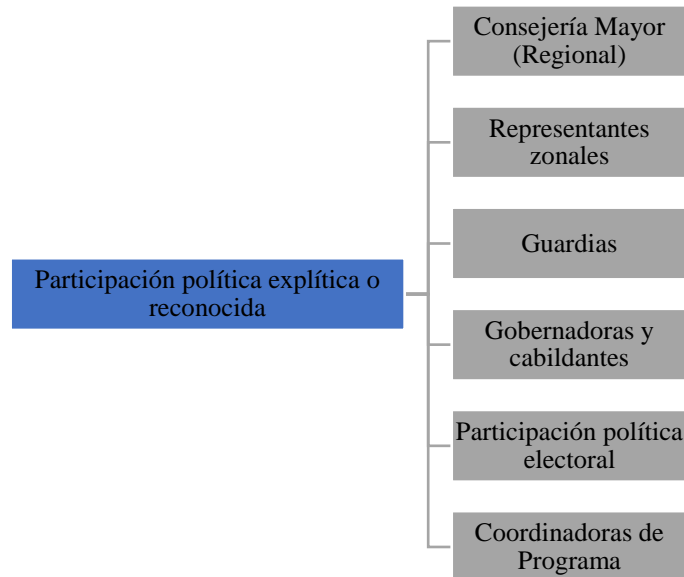 Consejería Mayor
(Regional)
Representantes
zonales
Guardias
Participación política explítica o
reconocida
Gobernadoras y
cabildantes
Participación política
electoral
Coordinadoras de
Programa